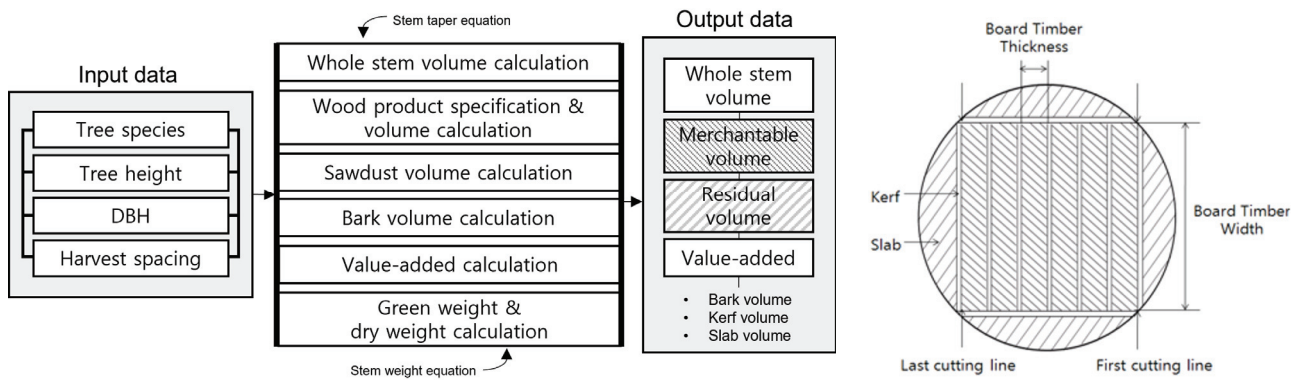 Input data
Tree species
Tree height
DBH
Harvest spacing
Stem taper equation
Whole stem volume calculation
Wood product specification &
volume calculation
Sawdust volume calculation
Bark volume calculation
Value-added calculation
Green weight &
dry weight calculation
Stem weight equation
Output data
Whole stem
volume
Merchantable
volume
Residual
volume
Value-added
• Bark volume
• Kerf volume
• Slab volume
Board Timber
Thickness
Kerf
Slab
Board Timber
Width
Last cutting line
First cutting line